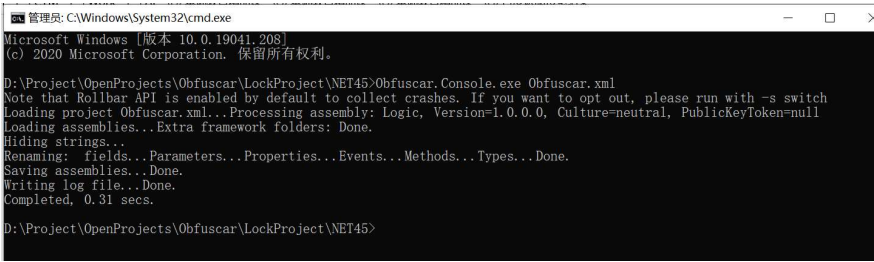 管理员: C:\Windows\System32\cmd.exe
Microsoft Windows [版本 10.0.19041.208]
(c) 2020 Microsoft Corporation. 保留所有权利。
D:\Project\OpenProjects\Obfuscar\LockProject\NET45>Obfuscar.Console.exe Obfuscar.xml
Note that Rollbar API is enabled by default to collect crashes. If you want to opt out, please run with -s switch
Loading project Obfuscar.xml...Processing assembly: Logic, Version=1.0.0.0, Culture=neutral, PublicKeyToken=null
Loading assemblies...Extra framework folders: Done.
Hiding strings...
Renaming:  fields...Parameters...Properties...Events...Methods...Types...Done.
Saving assemblies...Done.
Writing log file...Done.
Completed, 0.31 secs.
D:\Project\OpenProjects\Obfuscar\LockProject\NET45>